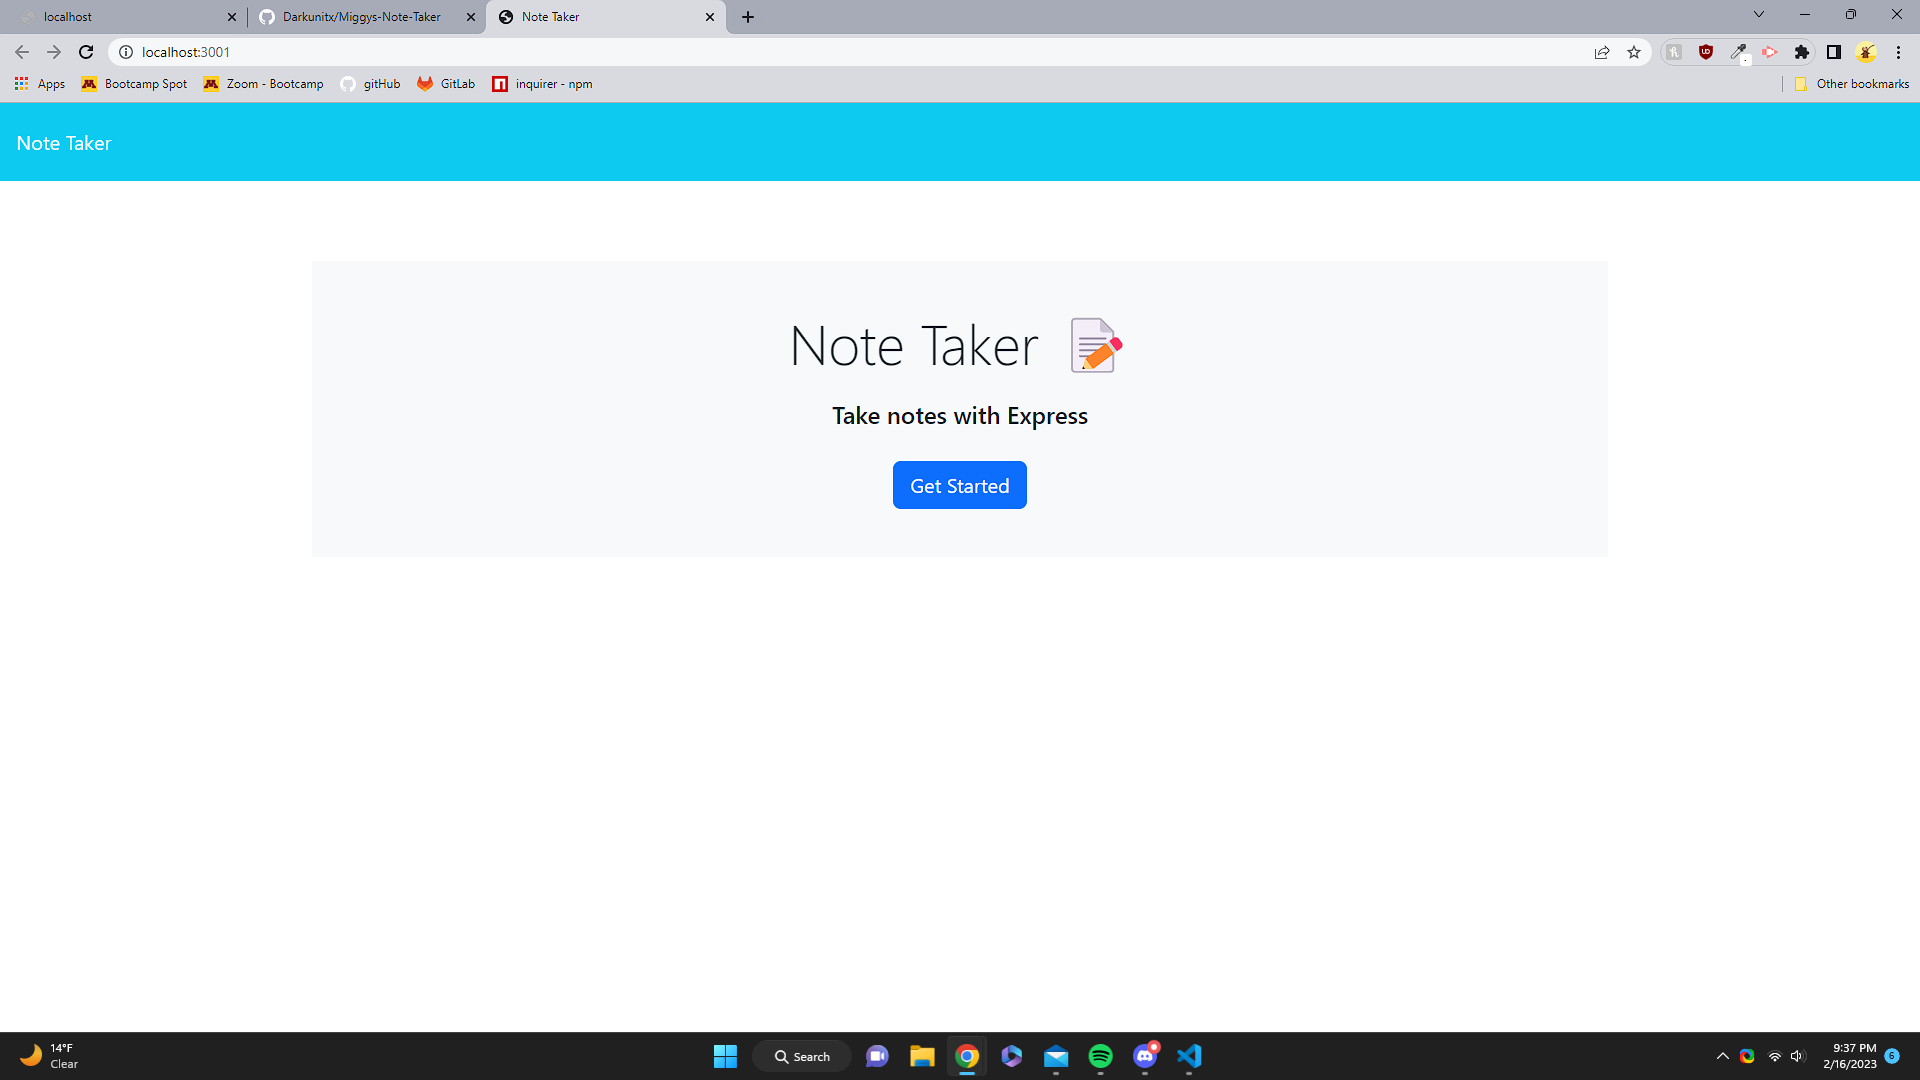 localhost
Darkunitx/Miggys-Note-Taker
Note Taker
localhost:3001
Apps
Bootcamp Spot
Zoom - Bootcamp
gitHub
GitLab
inquirer - npm
Other bookmarks
Note Taker
Note Taker
Take notes with Express
Get Started
14°F
Clear
Search
9:37 PM
2/16/2023
6